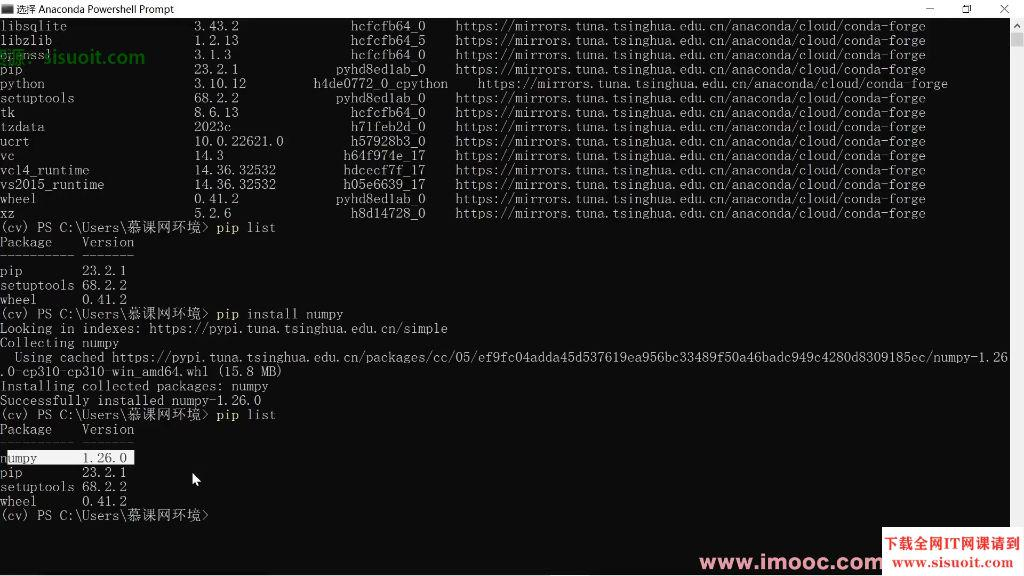 选择 Anaconda Powershell Prompt
libsqlite 3.43.2 hcfcfb64_0 https://mirrors.tuna.tsinghua.edu.cn/anaconda/cloud/conda-forge
libzlib 1.2.13 hcfcfb64_5 https://mirrors.tuna.tsinghua.edu.cn/anaconda/cloud/conda-forge
3.1.3 hcfcfb64_0 https://mirrors.tuna.tsinghua.edu.cn/anaconda/cloud/conda-forge
sisuoit.com
pip 23.2.1 pyhd8ed1ab_0 https://mirrors.tuna.tsinghua.edu.cn/anaconda/cloud/conda-forge
python 3.10.12 h4de0772_0_cpython https://mirrors.tuna.tsinghua.edu.cn/anaconda/cloud/conda-forge
setuptools 68.2.2 pyhd8ed1ab_0 https://mirrors.tuna.tsinghua.edu.cn/anaconda/cloud/conda-forge
tk 8.6.13 hcfcfb64_0 https://mirrors.tuna.tsinghua.edu.cn/anaconda/cloud/conda-forge
tzdata 2023c h71feb2d_0 https://mirrors.tuna.tsinghua.edu.cn/anaconda/cloud/conda-forge
ucrt 10.0.22621.0 h57928b3_0 https://mirrors.tuna.tsinghua.edu.cn/anaconda/cloud/conda-forge
vc 14.3 h64f974e_17 https://mirrors.tuna.tsinghua.edu.cn/anaconda/cloud/conda-forge
vc14_runtime 14.36.32532 hdcecf7f_17 https://mirrors.tuna.tsinghua.edu.cn/anaconda/cloud/conda-forge
vs2015_runtime 14.36.32532 h05e6639_17 https://mirrors.tuna.tsinghua.edu.cn/anaconda/cloud/conda-forge
wheel 0.41.2 pyhd8ed1ab_0 https://mirrors.tuna.tsinghua.edu.cn/anaconda/cloud/conda-forge
xz 5.2.6 h8d14728_0 https://mirrors.tuna.tsinghua.edu.cn/anaconda/cloud/conda-forge
(cv) PS C:\Users\慕课网环境> pip list
Package Version
---------- -------
pip 23.2.1
setuptools 68.2.2
wheel 0.41.2
(cv) PS C:\Users\慕课网环境> pip install numpy
Looking in indexes: https://pypi.tuna.tsinghua.edu.cn/simple
Collecting numpy
Using cached https://pypi.tuna.tsinghua.edu.cn/packages/cc/05/ef9fc04adda45d537619ea956bc33489f50a46badc949c4280d8309185ec/numpy-1.26
.0-cp310-cp310-win_amd64.whl (15.8 MB)
Installing collected packages: numpy
Successfully installed numpy-1.26.0
(cv) PS C:\Users\慕课网环境> pip list
Package Version
---------- -------
numpy 1.26.0
pip 23.2.1
setuptools 68.2.2
wheel 0.41.2
(cv) PS C:\Users\慕课网环境>
下载全网IT网课请到
www.imooc.com
www.sisuoit.com